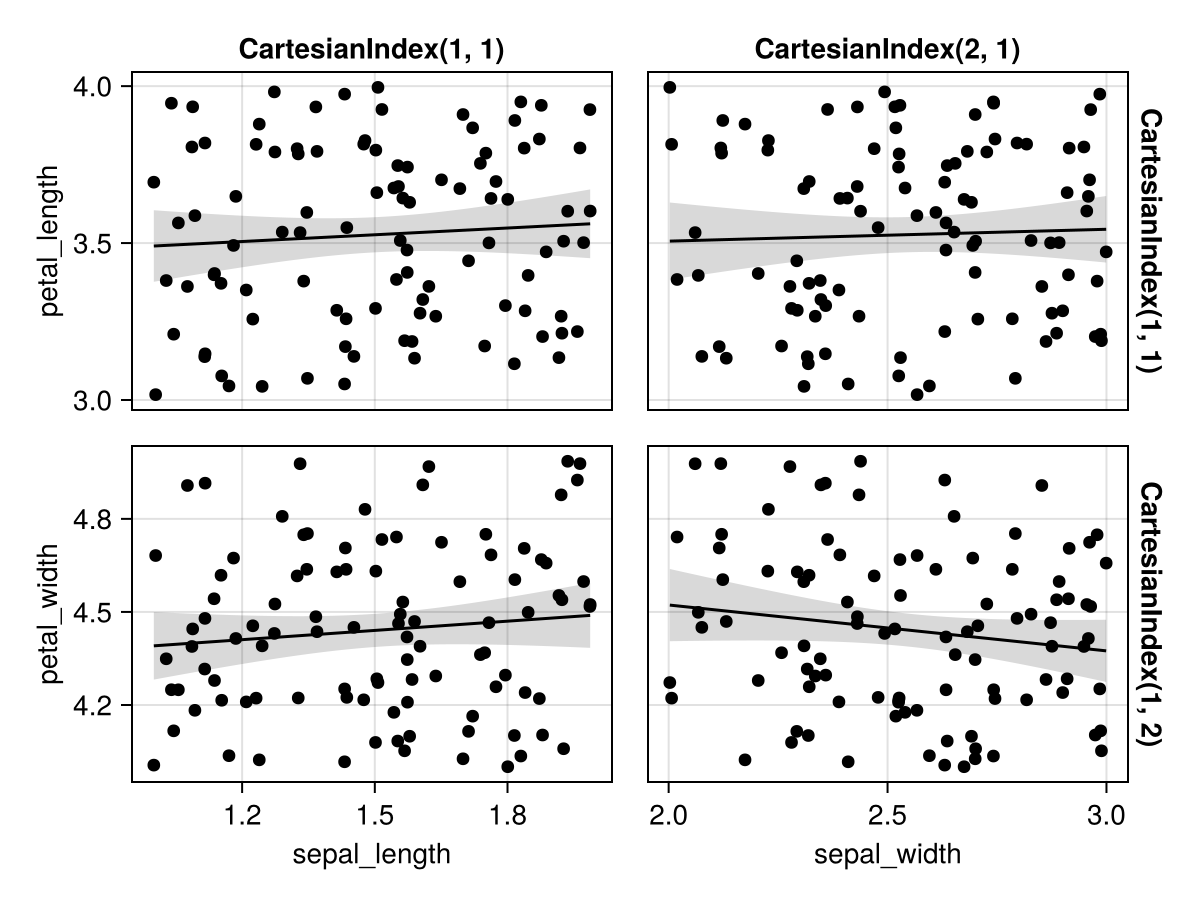 CartesianIndex(1, 1)
CartesianIndex(2, 1)
4.0
3.5
3.0
petal_length
CartesianIndex(1, 1)
4.8
4.5
4.2
petal_width
CartesianIndex(1, 2)
1.2
1.5
1.8
2.0
2.5
3.0
sepal_length
sepal_width